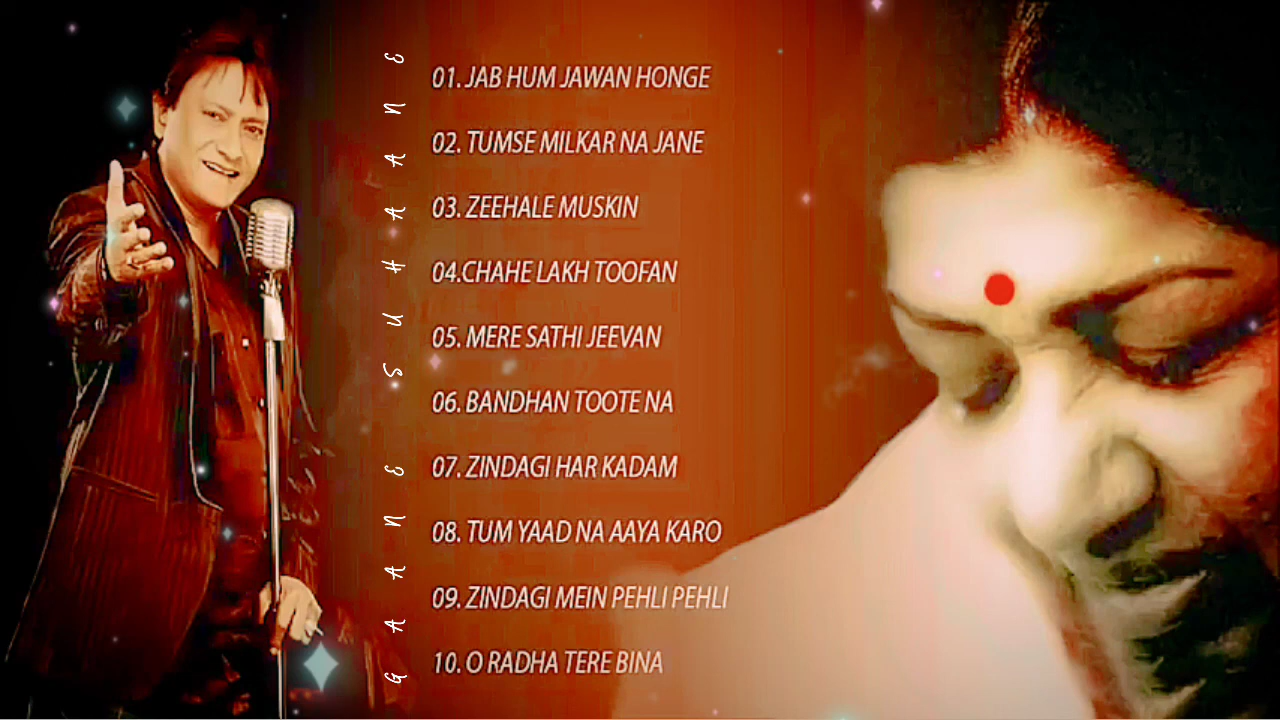 GAANE SUHAANE
01. JAB HUM JAWAN HONGE
02. TUMSE MILKAR NA JANE
03. ZEEHALE MUSKIN
04.CHAHE LAKH TOOFAN
05. MERE SATHI JEEVAN
06. BANDHAN TOOTE NA
07. ZINDAGI HAR KADAM
08. TUM YAAD NA AAYA KARO
09. ZINDAGI MEIN PEHLI PEHLI
10. O RADHA TERE BINA